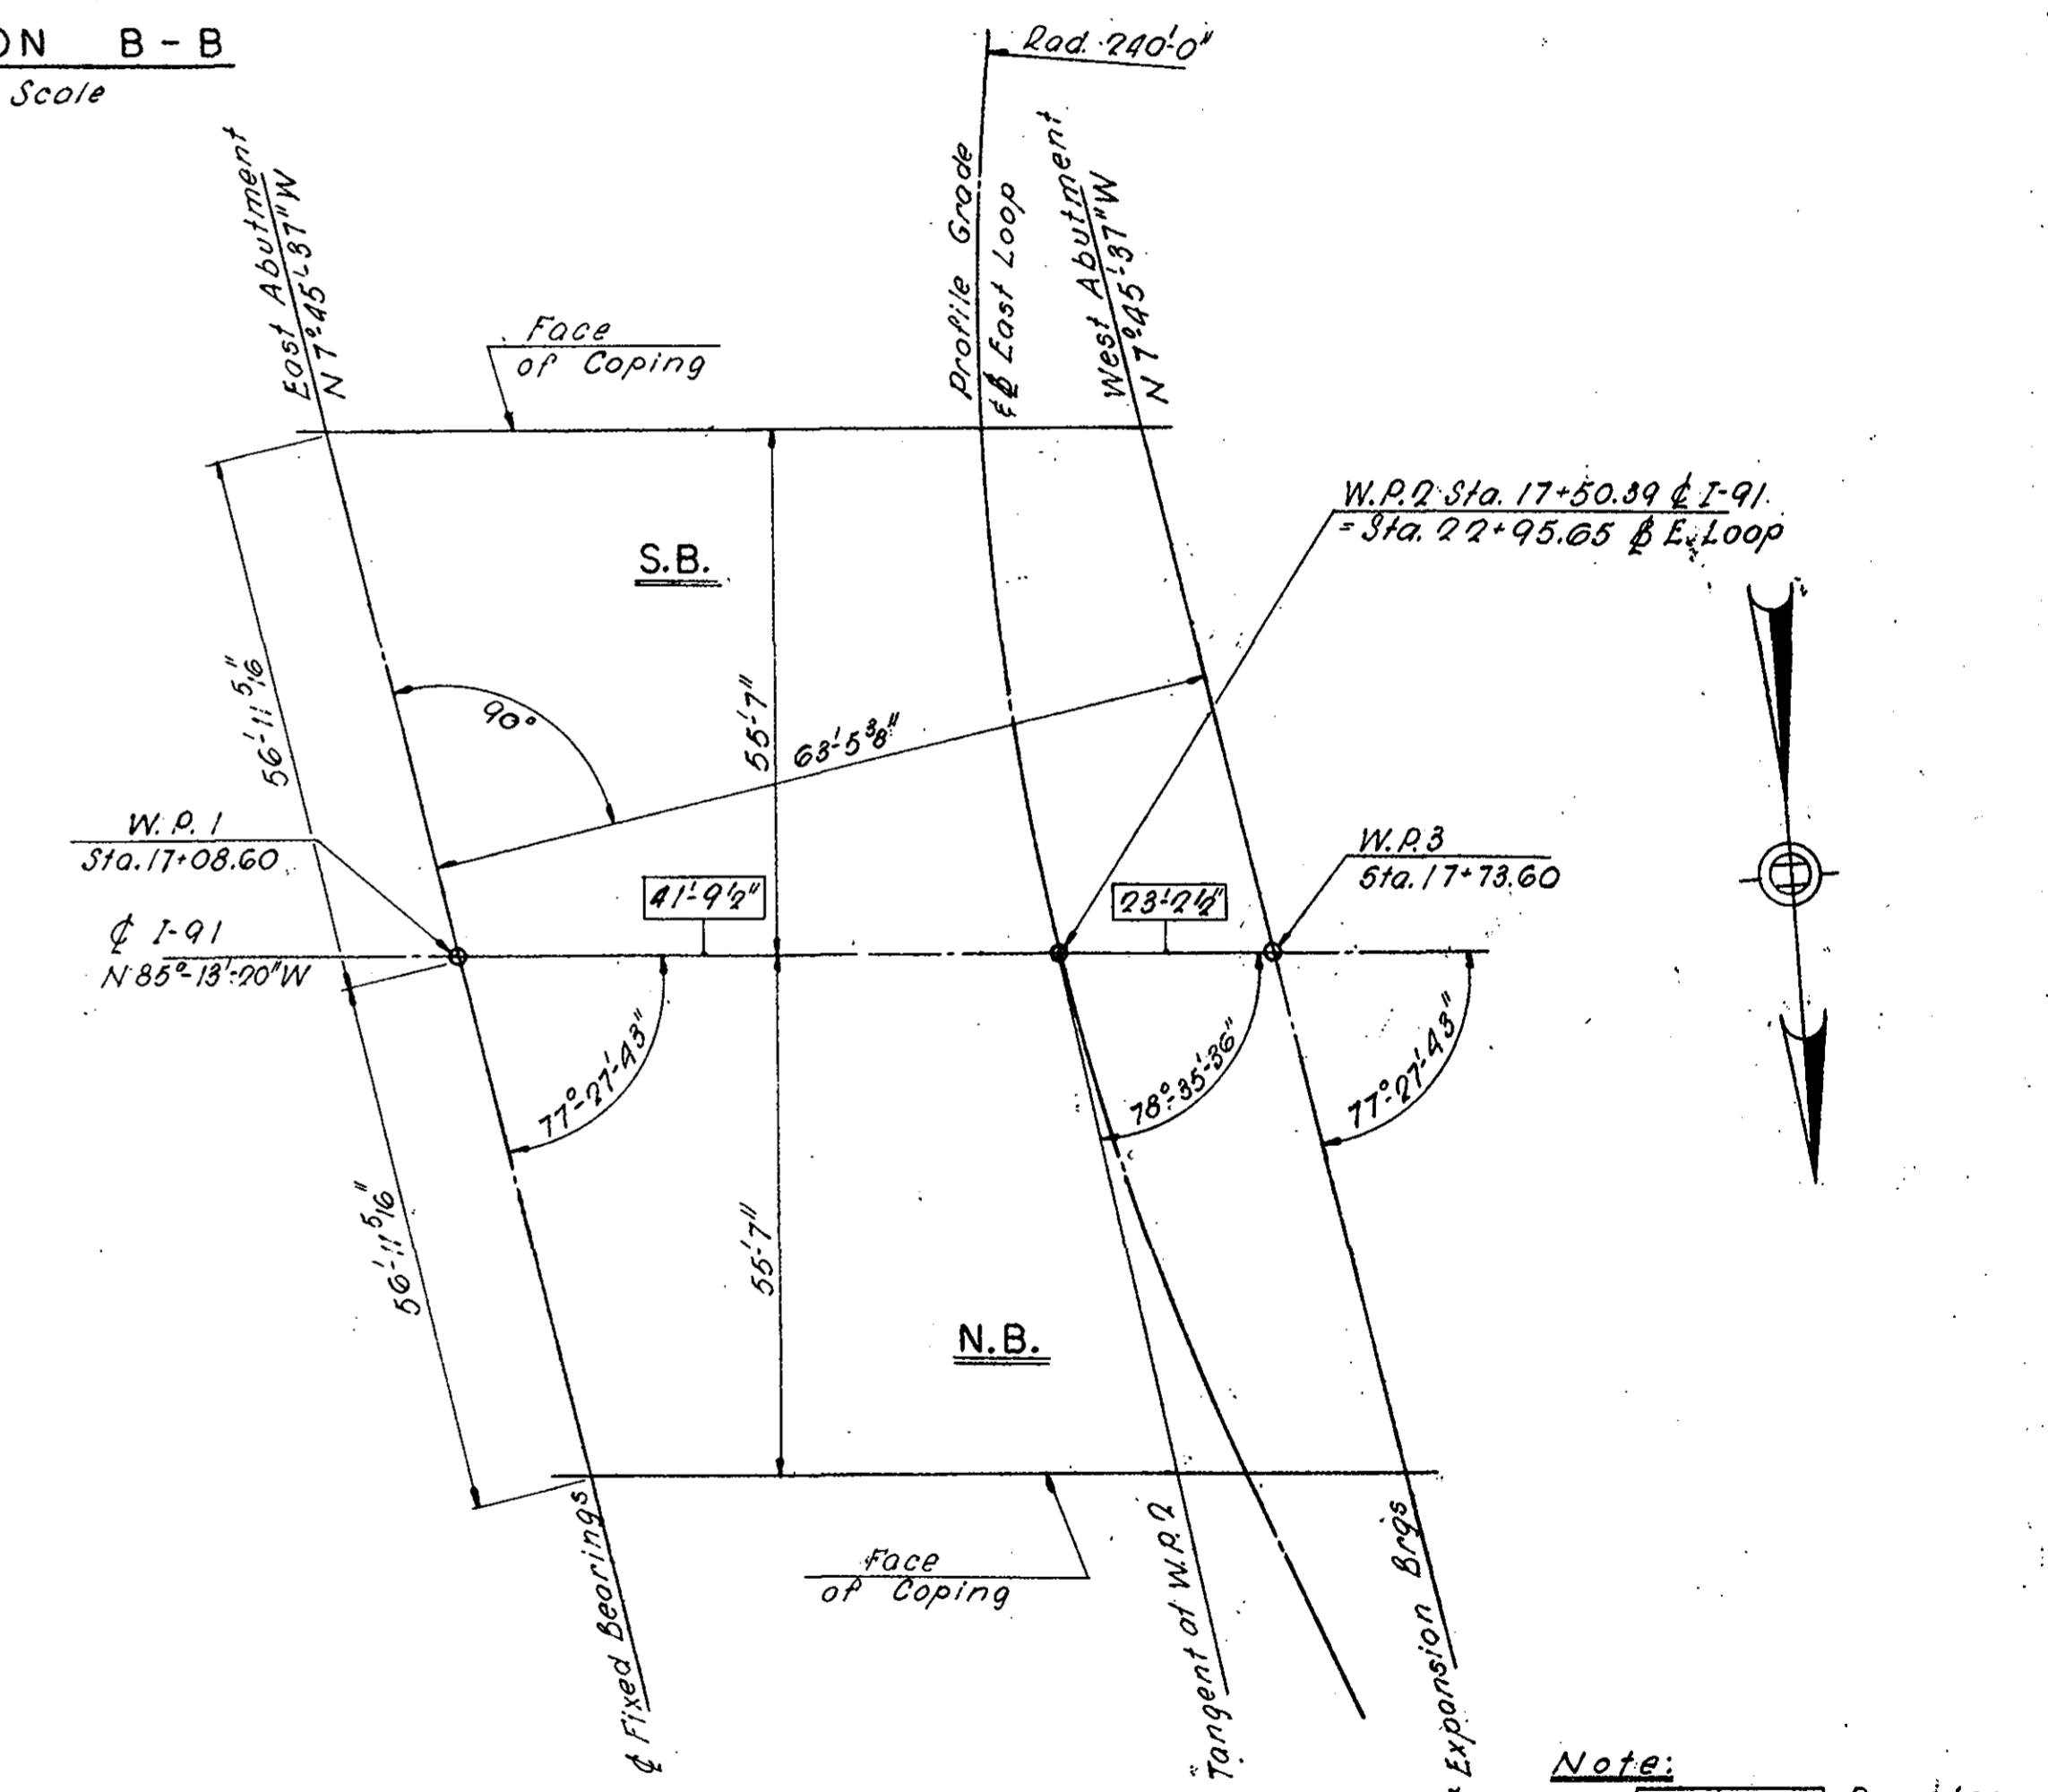 ON B-B
Scale
Rad. 240'-0"
East Abutment
N 7°-45'-37"W
Profile Grade
¢ East Loop
West Abutment
N 7°-45'-37"W
Face
of Coping
W.P.2 Sta. 17+50.39 ¢ I-91
= Sta. 22+95.65 ⅊ E. Loop
S.B.
56'-11 5/16"
90°
55'-7"
63'-5 3/8"
W.P.1
Sta. 17+08.60
W.P.3
Sta. 17+73.60
41'-9 1/2"
23'-2 1/2"
¢ I-91
N 85°-13'-20"W
77°-27'-43"
78°-35'-36"
77°-27'-43"
56'-11 5/16"
55'-7"
N.B.
Face
of Coping
¢ Fixed Bearings
Tangent at W.P.2
Expansion Brgs
Note: